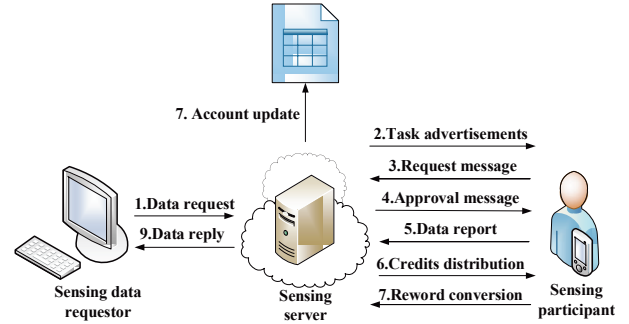 7. Account update
2.Task advertisements
3.Request message
4.Approval message
1.Data request
5.Data report
9.Data reply
6.Credits distribution
7.Reword conversion
Sensing data
requestor
Sensing
server
Sensing
participant